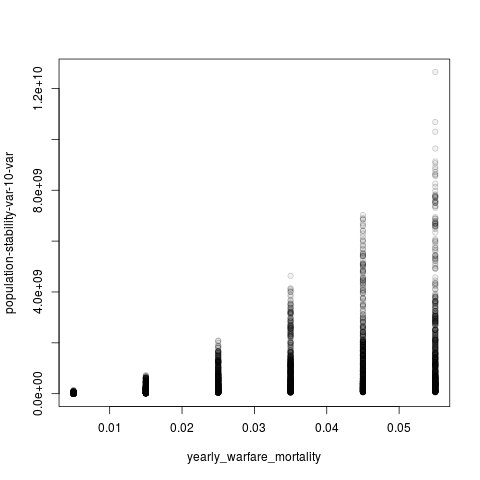 population-stability-var-10-var
1.2e+10
8.0e+09
4.0e+09
0.0e+00
0.01 0.02 0.03 0.04 0.05
yearly_warfare_mortality